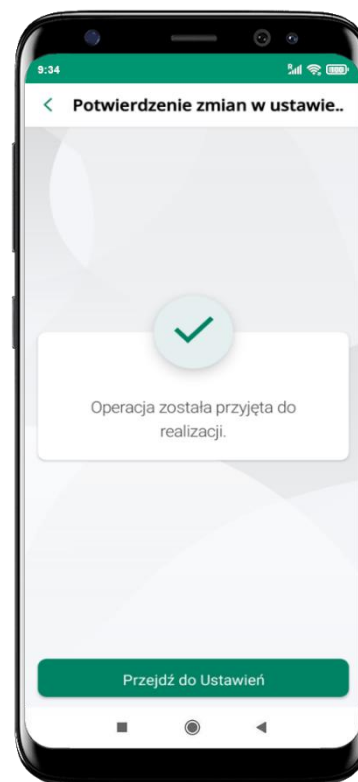 9:34
Potwierdzenie zmian w ustawie..
Operacja została przyjęta do
realizacji.
Przejdź do Ustawień